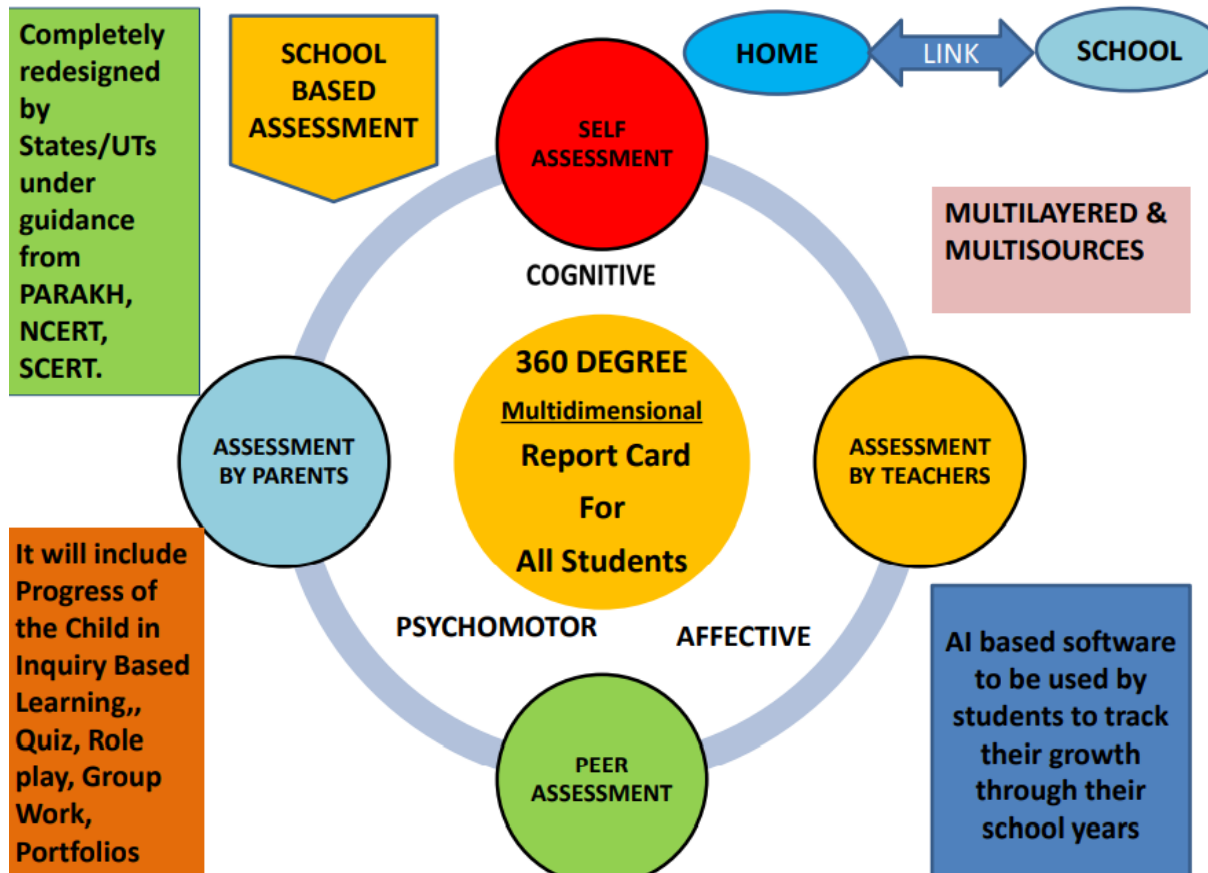 Completely
redesigned
by
States/UTs
under
guidance
from
PARAKH,
NCERT,
SCERT.
SCHOOL
BASED
ASSESSMENT
SELF
ASSESSMENT
HOME
LINK
SCHOOL
MULTILAYERED &
MULTISOURCES
COGNITIVE
360 DEGREE
Multidimensional
Report Card
For
All Students
ASSESSMENT
BY PARENTS
ASSESSMENT
BY TEACHERS
PSYCHOMOTOR
AFFECTIVE
PEER
ASSESSMENT
It will include
Progress of
the Child in
Inquiry Based
Learning,,
Quiz, Role
play, Group
Work,
Portfolios
AI based software
to be used by
students to track
their growth
through their
school years